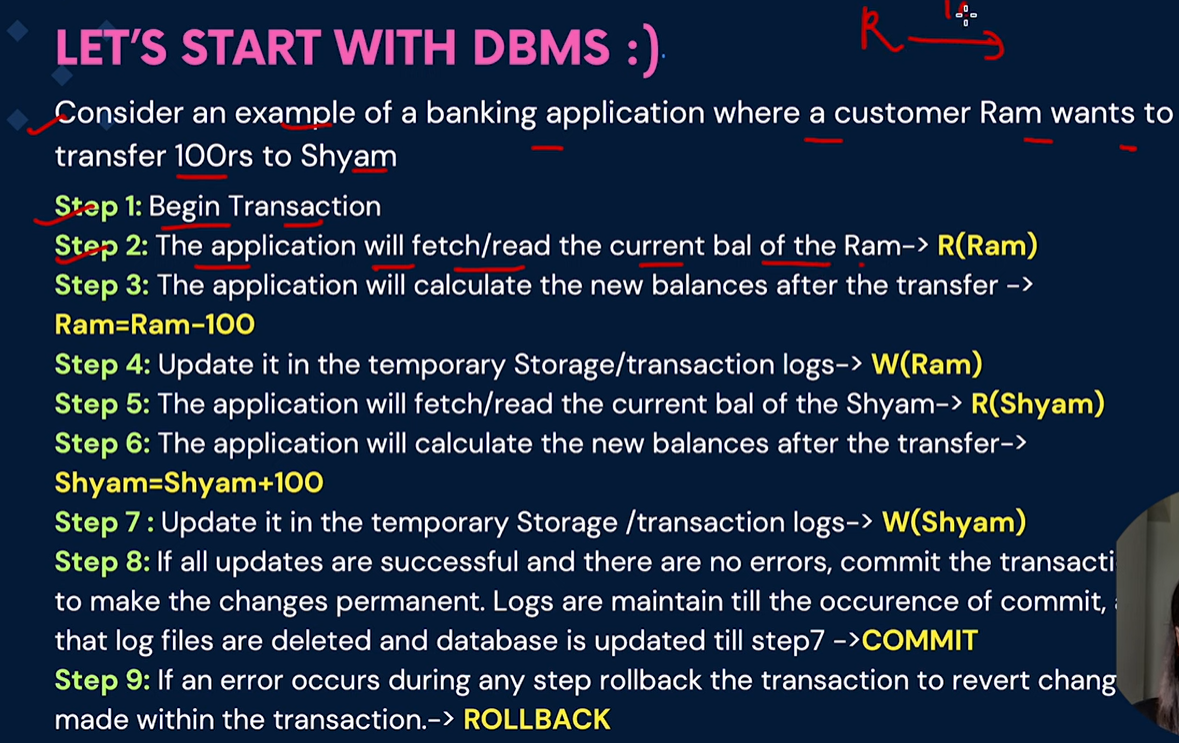 LET'S START WITH DBMS :)
R
Consider an example of a banking application where a customer Ram wants to
transfer 100rs to Shyam
Step 1: Begin Transaction
Step 2: The application will fetch/read the current bal of the Ram-> R(Ram)
Step 3: The application will calculate the new balances after the transfer ->
Ram=Ram-100
Step 4: Update it in the temporary Storage/transaction logs-> W(Ram)
Step 5: The application will fetch/read the current bal of the Shyam-> R(Shyam)
Step 6: The application will calculate the new balances after the transfer->
Shyam=Shyam+100
Step 7 : Update it in the temporary Storage /transaction logs-> W(Shyam)
Step 8: If all updates are successful and there are no errors, commit the transacti
to make the changes permanent. Logs are maintain till the occurence of commit,
that log files are deleted and database is updated till step7 ->COMMIT
Step 9: If an error occurs during any step rollback the transaction to revert chang
made within the transaction.-> ROLLBACK